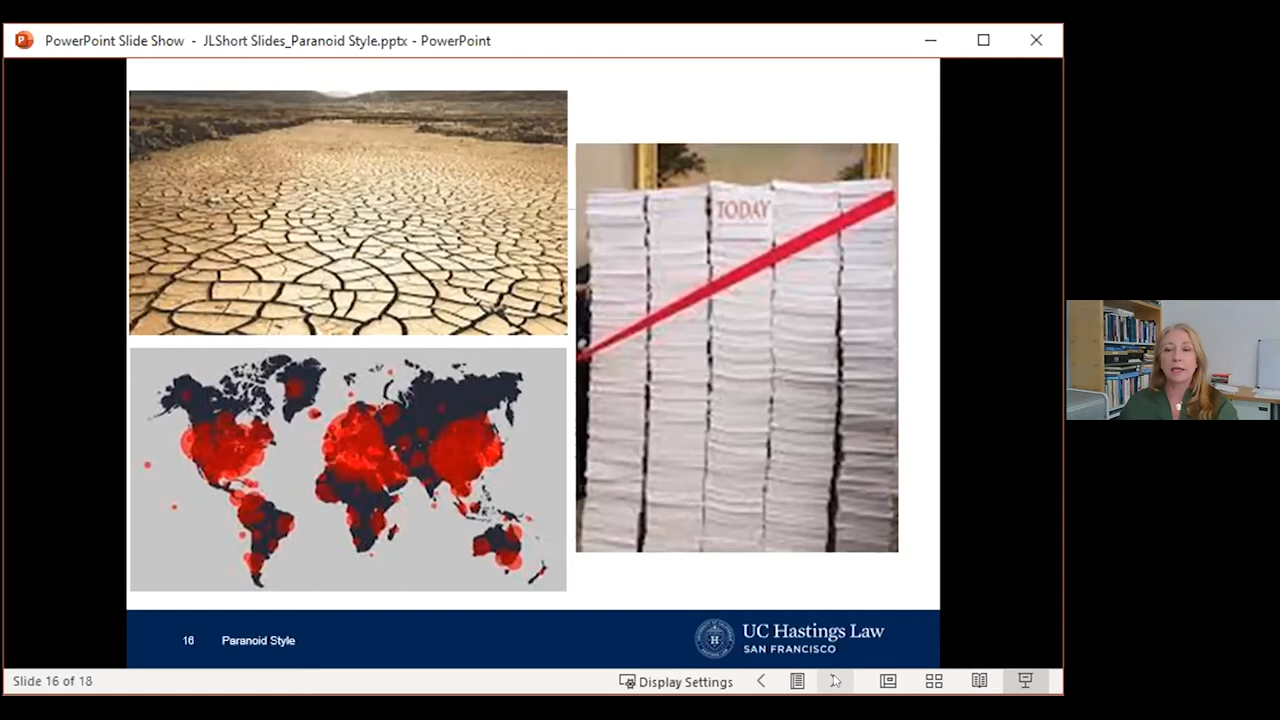 PowerPoint Slide Show - JLShort Slides_Paranoid Style.pptx - PowerPoint
TODAY
16 Paranoid Style
UC Hastings Law
SAN FRANCISCO
Slide 16 of 18
Display Settings